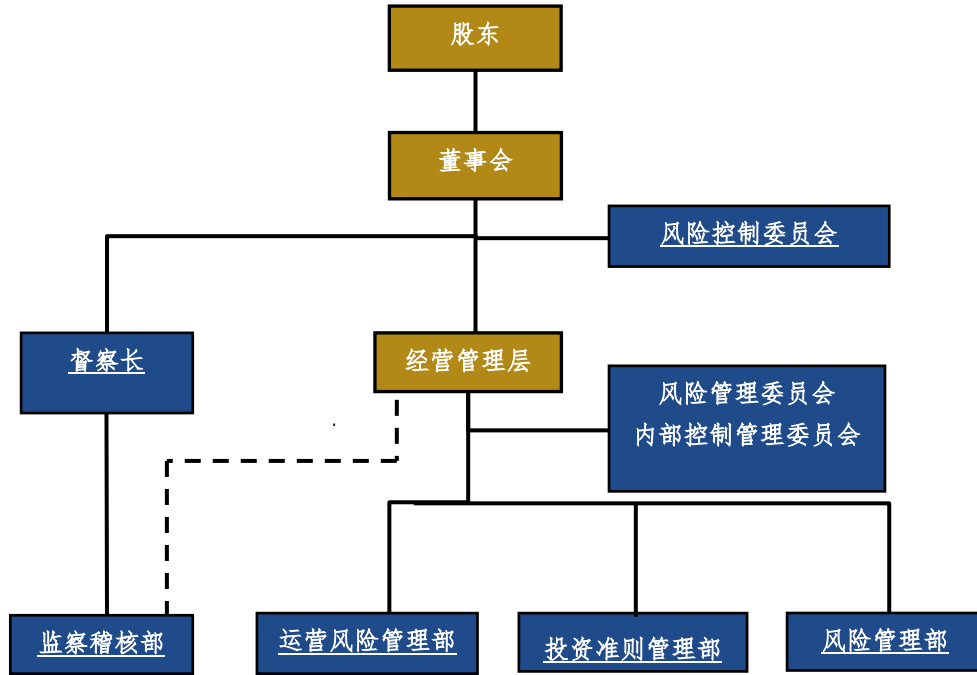 股东
董事会
风险控制委员会
督察长
经营管理层
风险管理委员会
内部控制管理委员会
监察稽核部
运营风险管理部
投资准则管理部
风险管理部